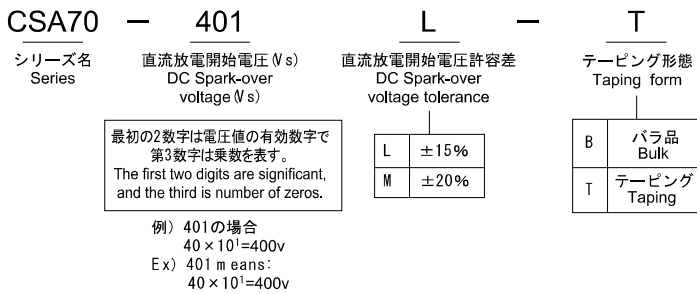 CSA70 － 401 L － T
シリーズ名
Series
直流放電開始電圧(Vs)
DC Spark-over
voltage(Vs)
直流放電開始電圧許容差
DC Spark-over
voltage tolerance
テーピング形態
Taping form
最初の2数字は電圧値の有効数字で
第3数字は乗数を表す。
The first two digits are significant,
and the third is number of zeros.
L ±15%
M ±20%
B バラ品
Bulk
T テーピング
Taping
例) 401の場合
40×10¹=400v
Ex) 401 means:
40×10¹=400v